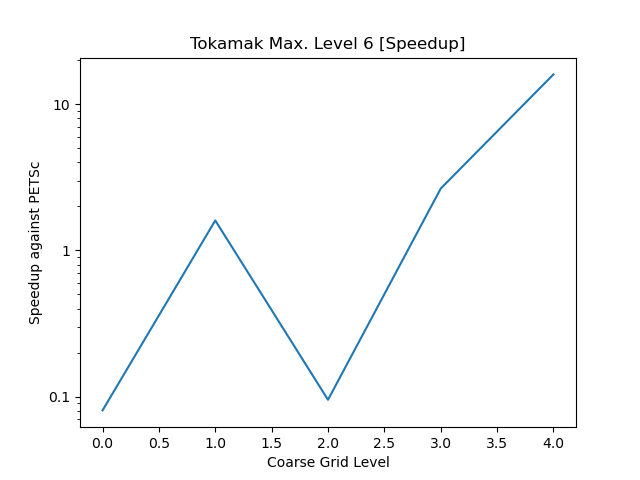 Tokamak Max. Level 6 [Speedup]
Speedup against PETSc
10
1
0.1
0.0 0.5 1.0 1.5 2.0 2.5 3.0 3.5 4.0
Coarse Grid Level